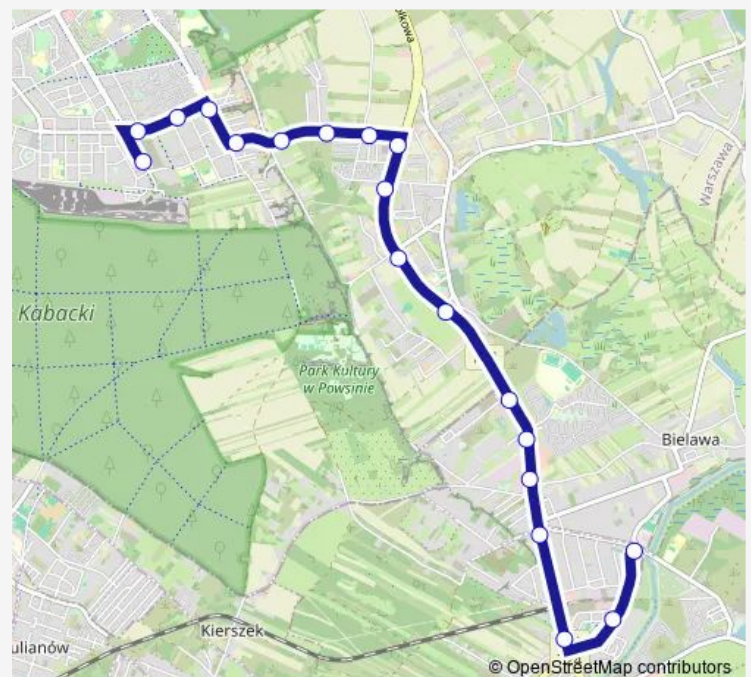 Warszawa
Kabacki
Park Kultury
w Powsinie
Bielawa
Kierszek
ulianów
© OpenStreetMap contributors